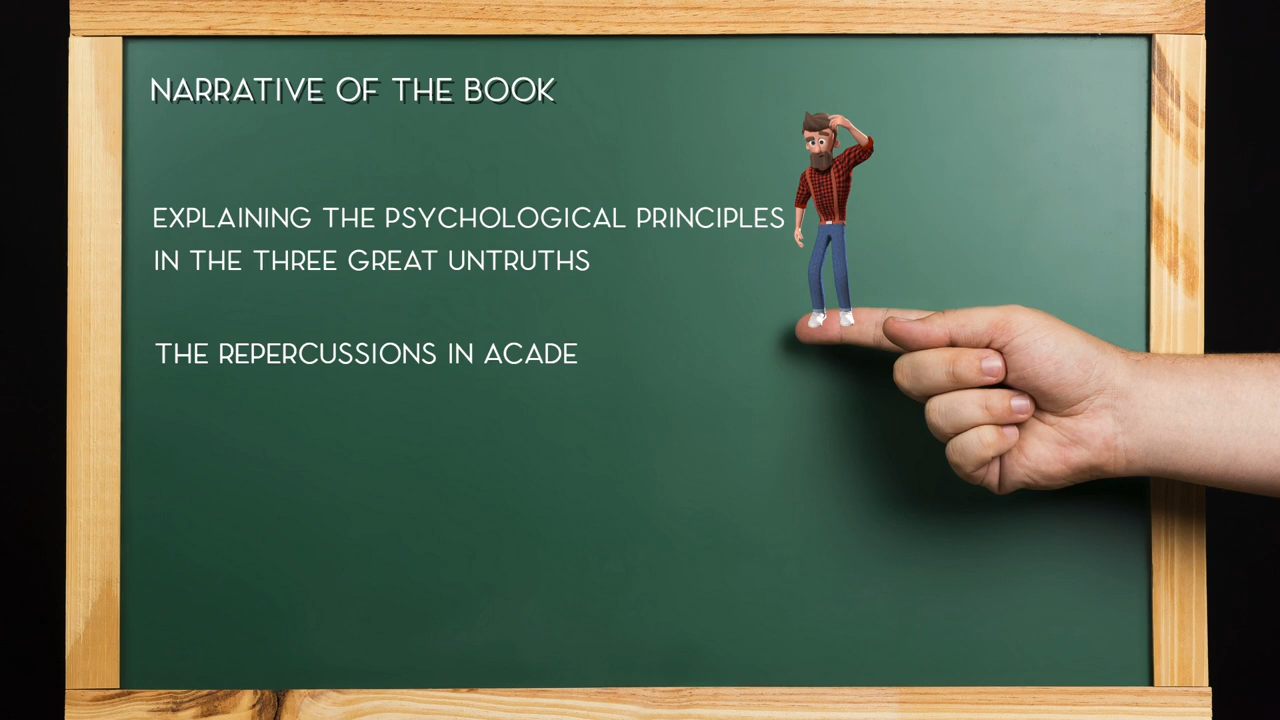 NARRATIVE OF THE BOOK
EXPLAINING THE PSYCHOLOGICAL PRINCIPLES
IN THE THREE GREAT UNTRUTHS
THE REPERCUSSIONS IN ACADE